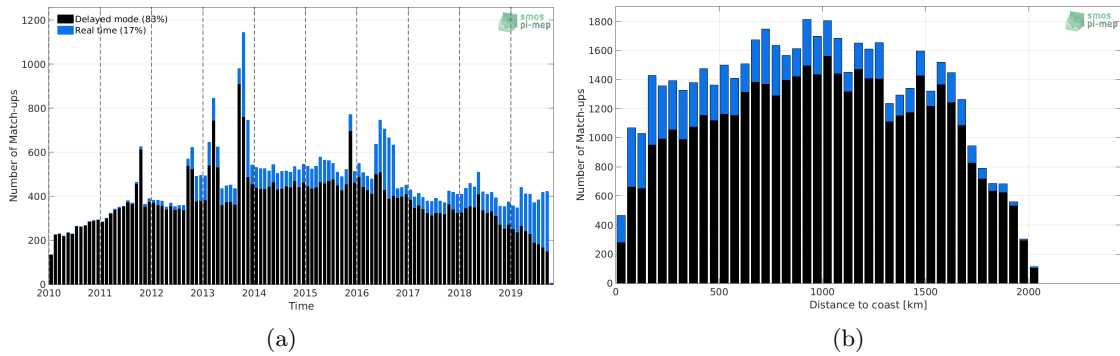 1200
1000
800
600
400
200
0
Number of Match-ups
Delayed mode (83%)
Real time (17%)
smos
pi-mep
2010 2011 2012 2013 2014 2015 2016 2017 2018 2019
Time
(a)
1800
1600
1400
1200
1000
800
600
400
200
0
Number of Match-ups
smos
pi-mep
0 500 1000 1500 2000
Distance to coast [km]
(b)